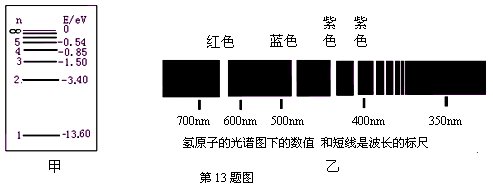 n E/eV
∞ 0
5 -0.54
4 -0.85
3 -1.50
2 -3.40
1 -13.60
甲
红色 蓝色 紫色 紫色
700nm 600nm 500nm 400nm 350nm
氢原子的光谱图下的数值 和短线是波长的标尺
乙
第13题图